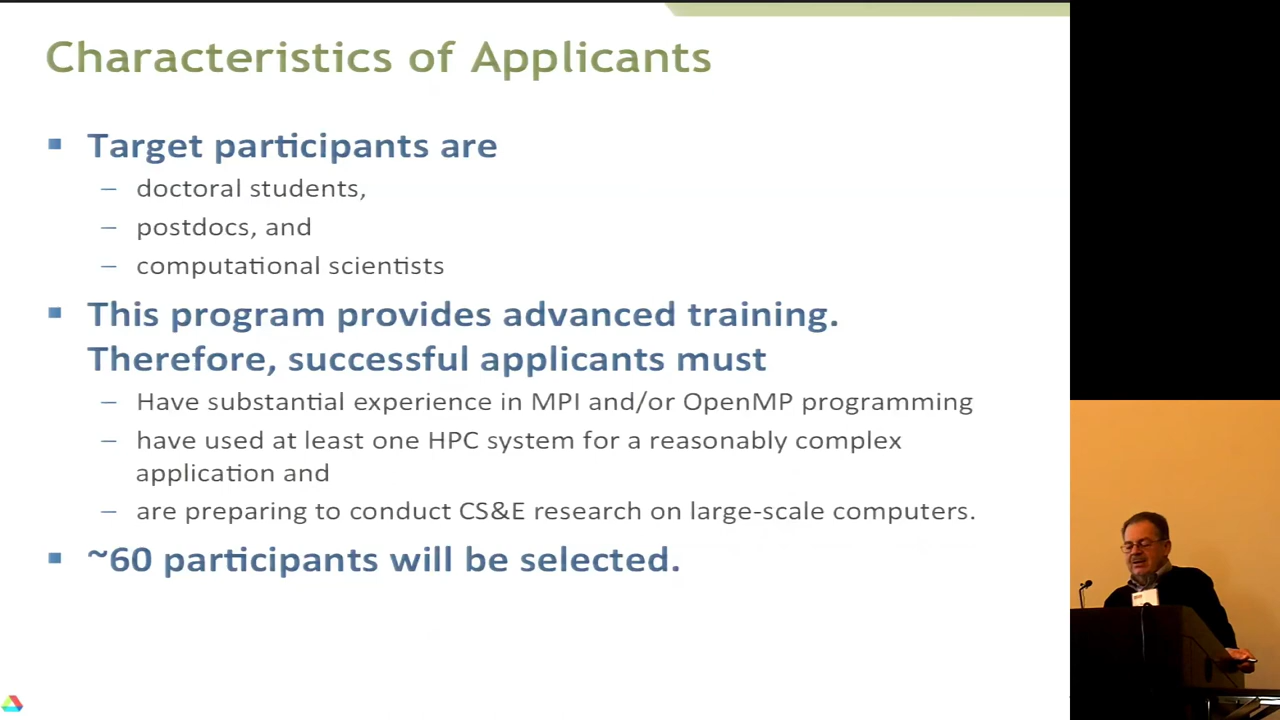 Characteristics of Applicants
▪ Target participants are
– doctoral students,
– postdocs, and
– computational scientists
▪ This program provides advanced training.
Therefore, successful applicants must
– Have substantial experience in MPI and/or OpenMP programming
– have used at least one HPC system for a reasonably complex
application and
– are preparing to conduct CS&E research on large-scale computers.
▪ ~60 participants will be selected.